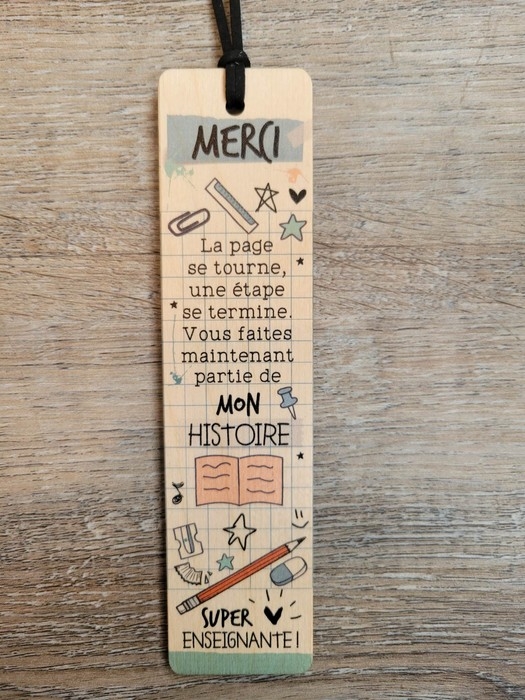 MERCI
La page
se tourne,
une étape
se termine.
Vous faites
maintenant
partie de
MON
HISTOIRE
SUPER
ENSEIGNANTE !